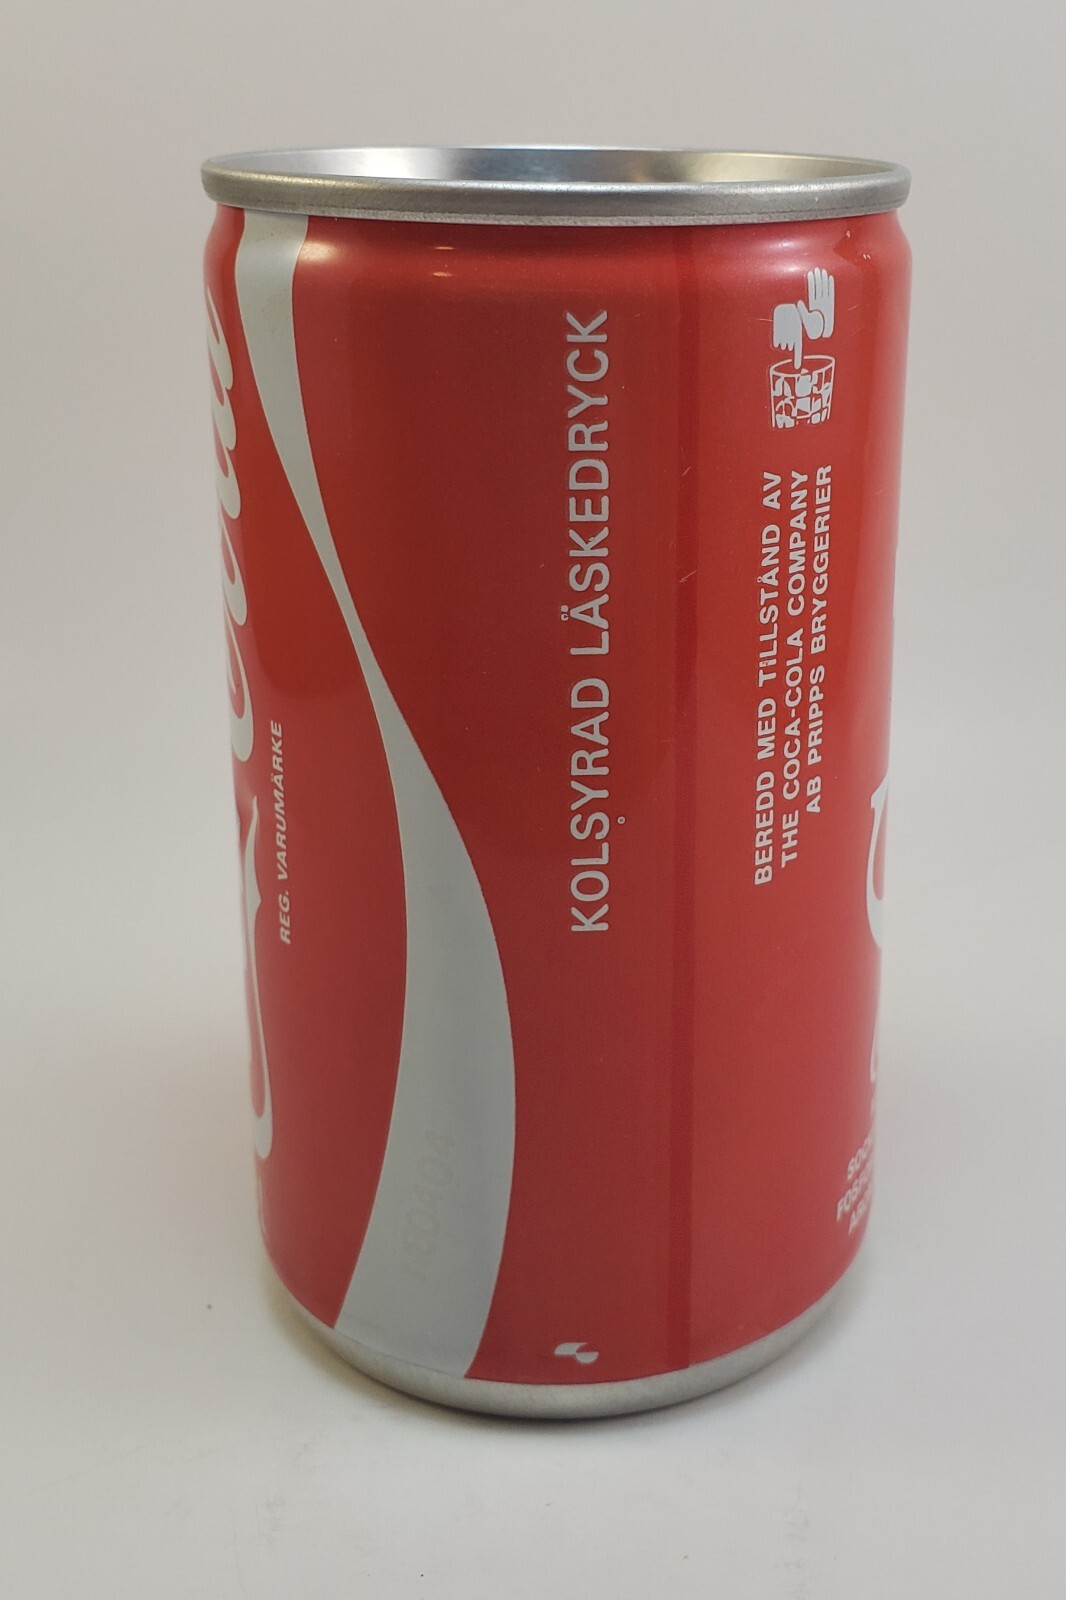 REG. VARUMÄRKE
KOLSYRAD LÄSKEDRYCK
BEREDD MED TILLSTÅND AV
THE COCA-COLA COMPANY
AB PRIPPS BRYGGERIER